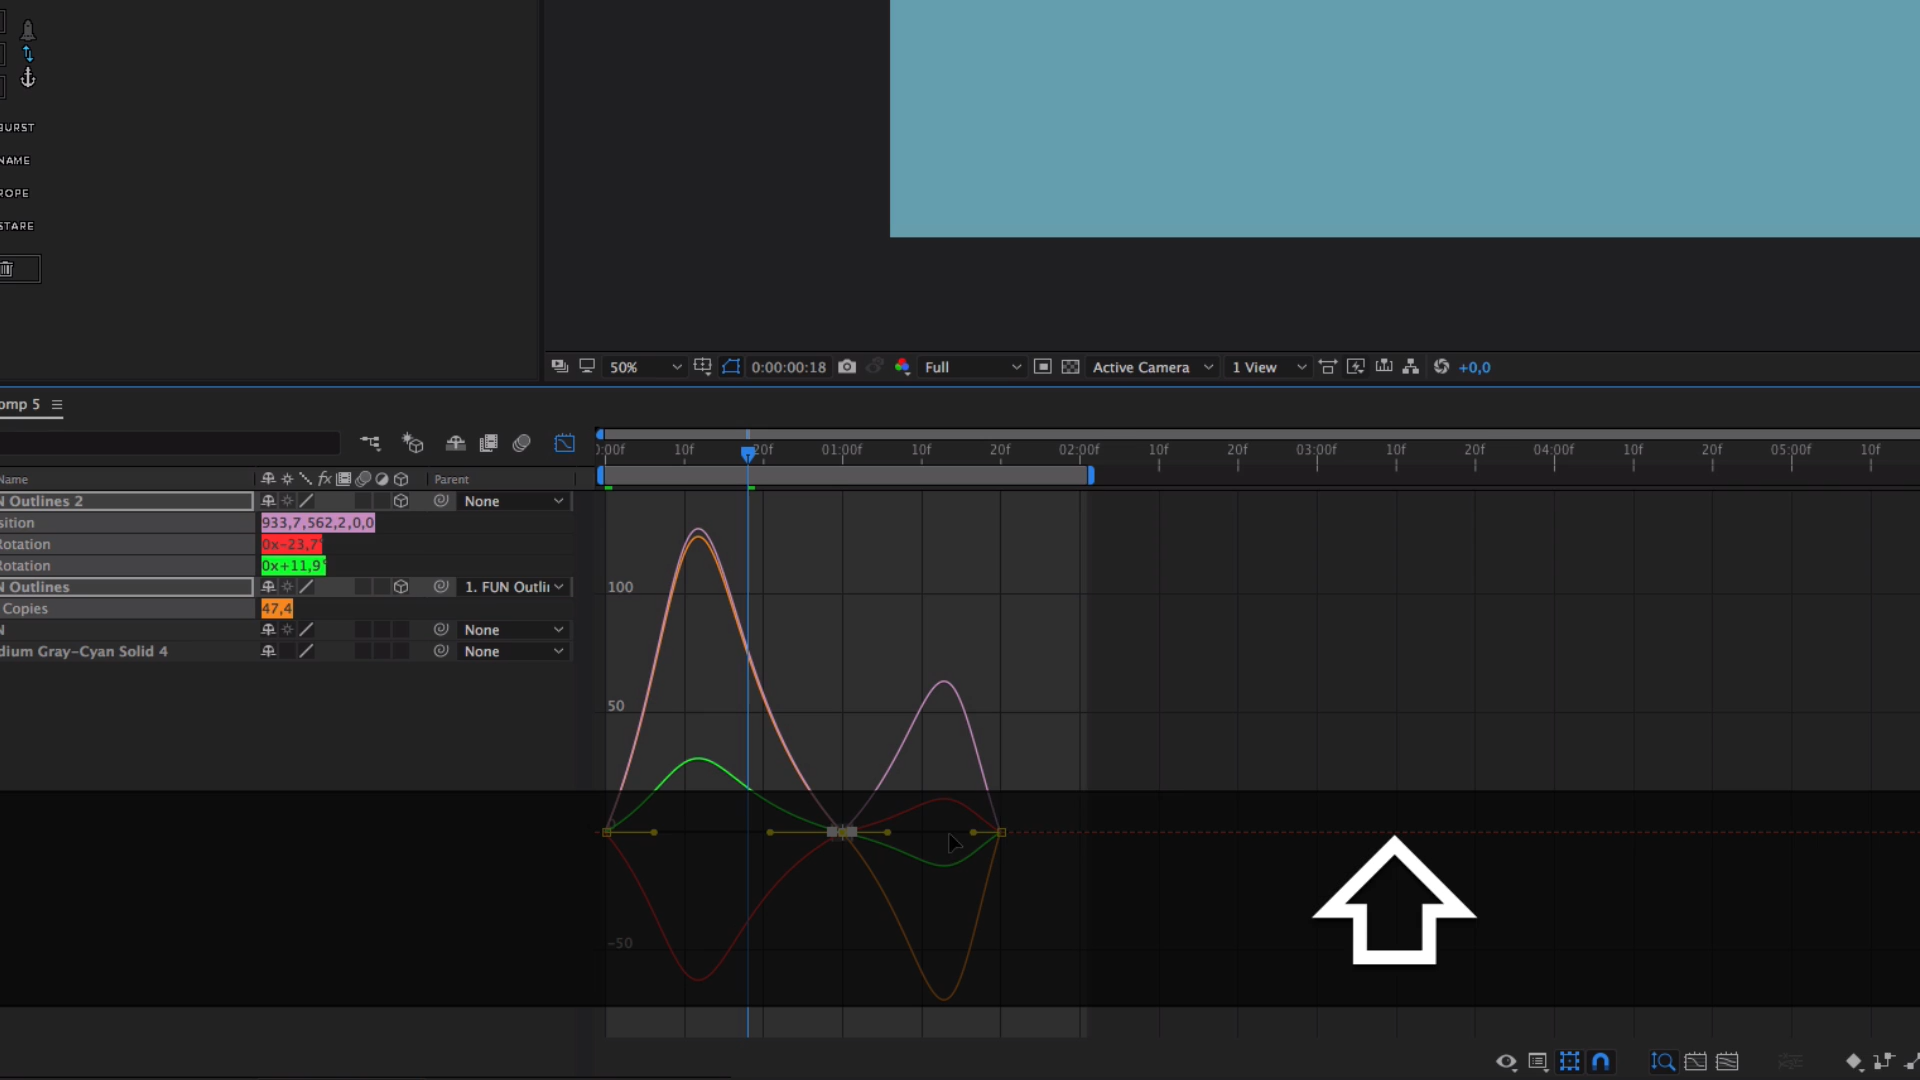 BURST
NAME
ROPE
STARE
50%
0:00:00:18
Full
Active Camera
1 View
+0,0
omp 5
0:00f 10f 20f 01:00f 10f 20f 02:00f 10f 20f 03:00f 10f 20f 04:00f 10f 20f 05:00f 10f
Name fx Parent
N Outlines 2 None
sition 933,7,562,2,0,0
Rotation 0x-23,7°
Rotation 0x+11,9°
N Outlines 1. FUN Outli
Copies 47,4
N None
dium Gray-Cyan Solid 4 None
100
50
-50